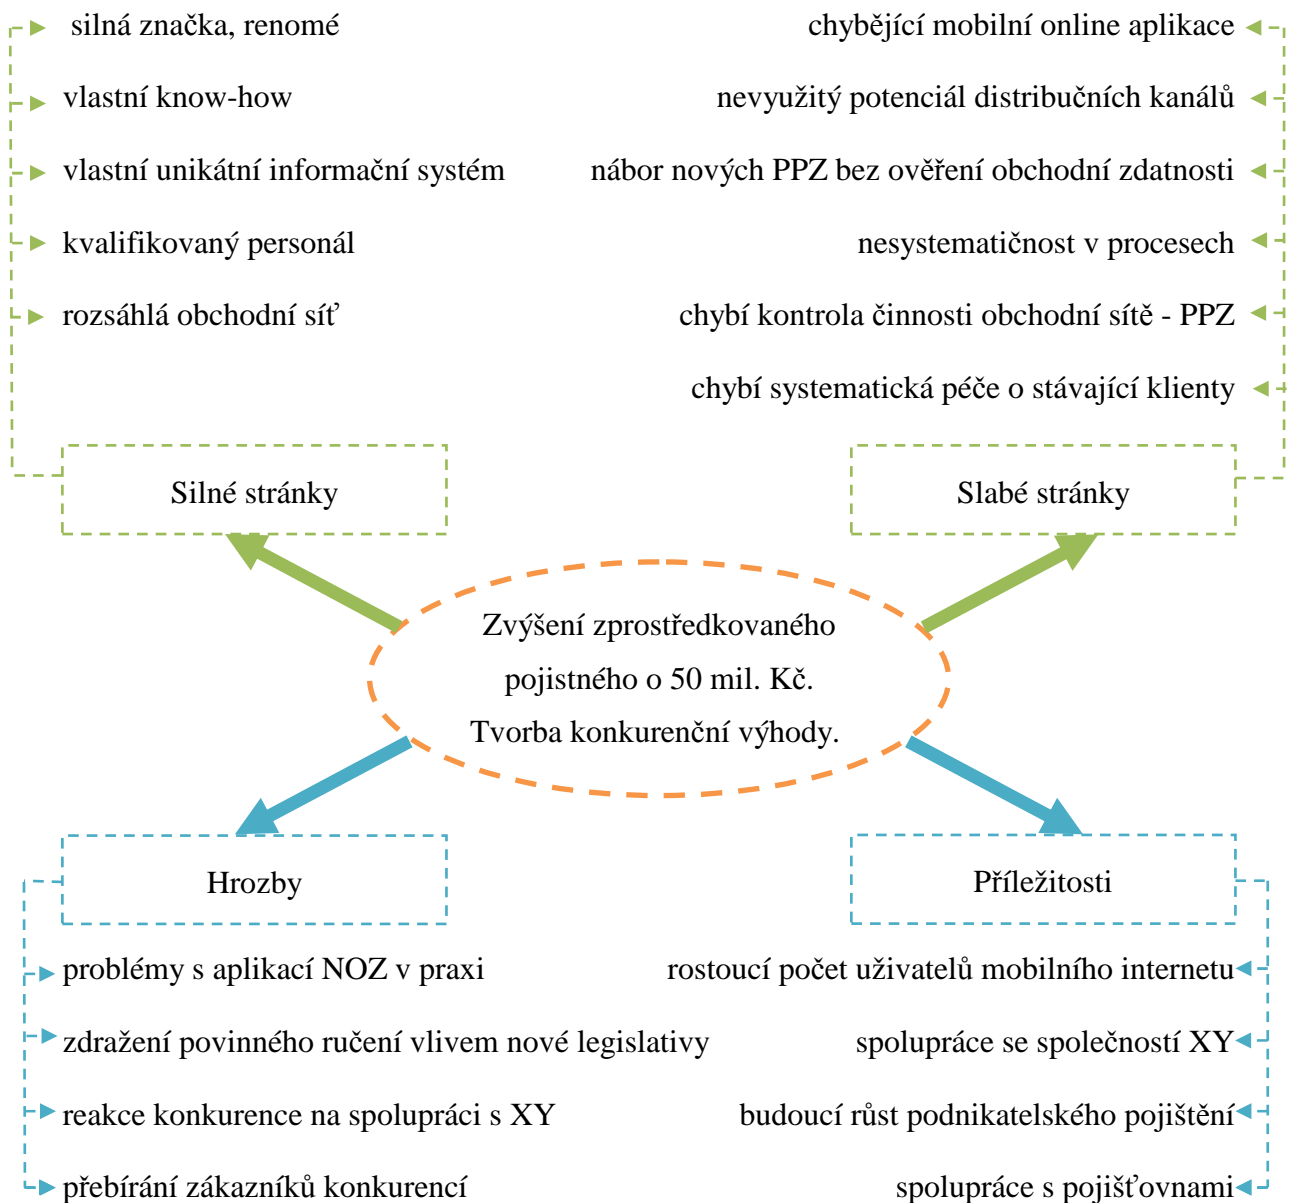 silná značka, renomé
vlastní know-how
vlastní unikátní informační systém
kvalifikovaný personál
rozsáhlá obchodní síť
chybějící mobilní online aplikace
nevyužitý potenciál distribučních kanálů
nábor nových PPZ bez ověření obchodní zdatnosti
nesystematičnost v procesech
chybí kontrola činnosti obchodní sítě - PPZ
chybí systematická péče o stávající klienty
Silné stránky
Slabé stránky
Zvýšení zprostředkovaného
pojistného o 50 mil. Kč.
Tvorba konkurenční výhody.
Hrozby
Příležitosti
problémy s aplikací NOZ v praxi
zdražení povinného ručení vlivem nové legislativy
reakce konkurence na spolupráci s XY
přebírání zákazníků konkurencí
rostoucí počet uživatelů mobilního internetu
spolupráce se společností XY
budoucí růst podnikatelského pojištění
spolupráce s pojišťovnami